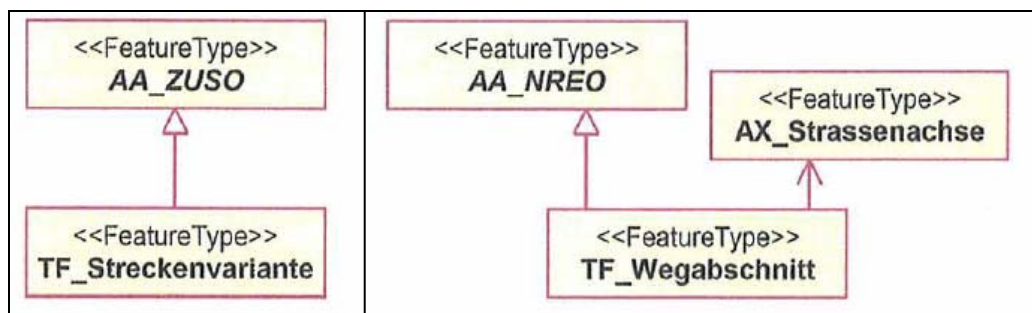 <<FeatureType>>
AA_ZUSO
<<FeatureType>>
TF_Streckenvariante
<<FeatureType>>
AA_NREO
<<FeatureType>>
AX_Strassenachse
<<FeatureType>>
TF_Wegabschnitt